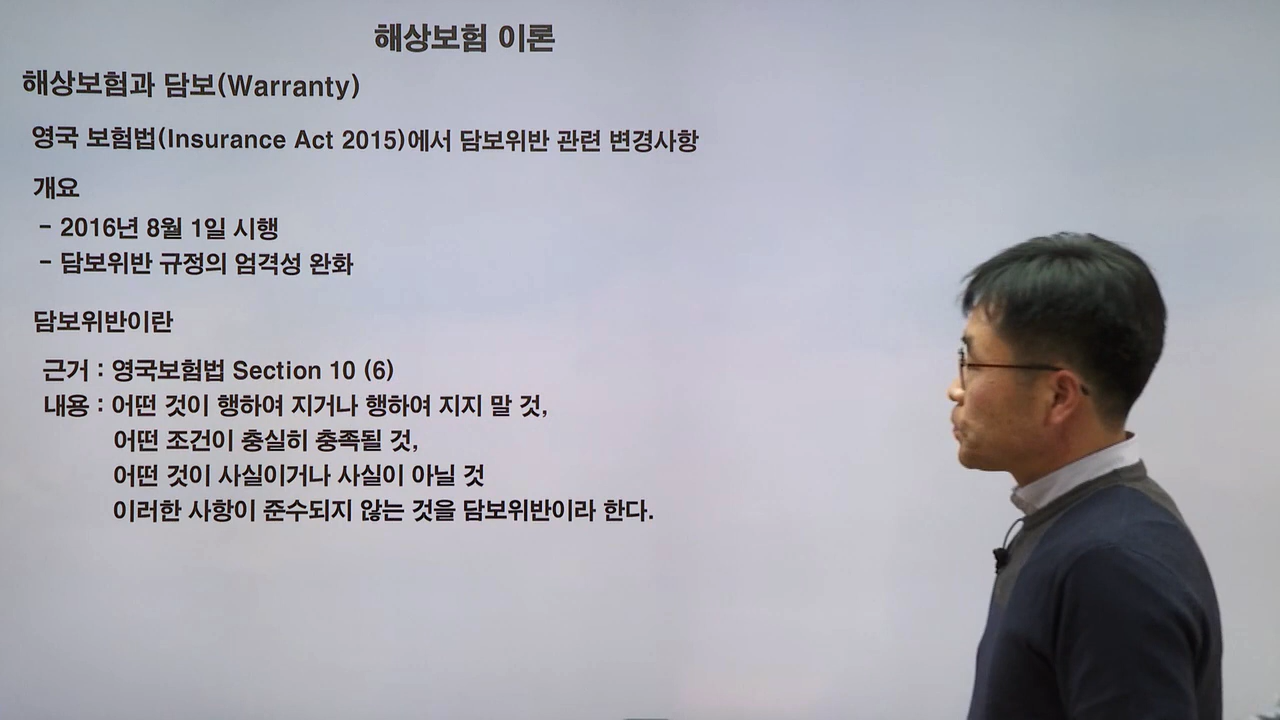 해상보험 이론
해상보험과 담보(Warranty)
영국 보험법(Insurance Act 2015)에서 담보위반 관련 변경사항
개요
- 2016년 8월 1일 시행
- 담보위반 규정의 엄격성 완화
담보위반이란
근거 : 영국보험법 Section 10 (6)
내용 : 어떤 것이 행하여 지거나 행하여 지지 말 것,
어떤 조건이 충실히 충족될 것,
어떤 것이 사실이거나 사실이 아닐 것
이러한 사항이 준수되지 않는 것을 담보위반이라 한다.